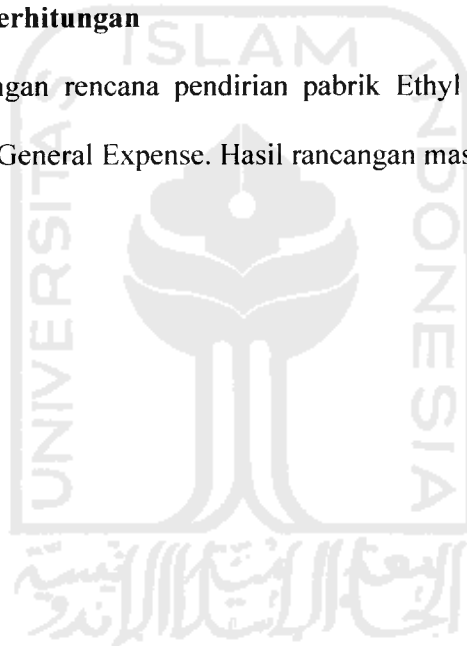 erhitungan
ngan rencana pendirian pabrik Ethyl
General Expense. Hasil rancangan mas
UNIVERSITAS
ISLAM
INDONESIA